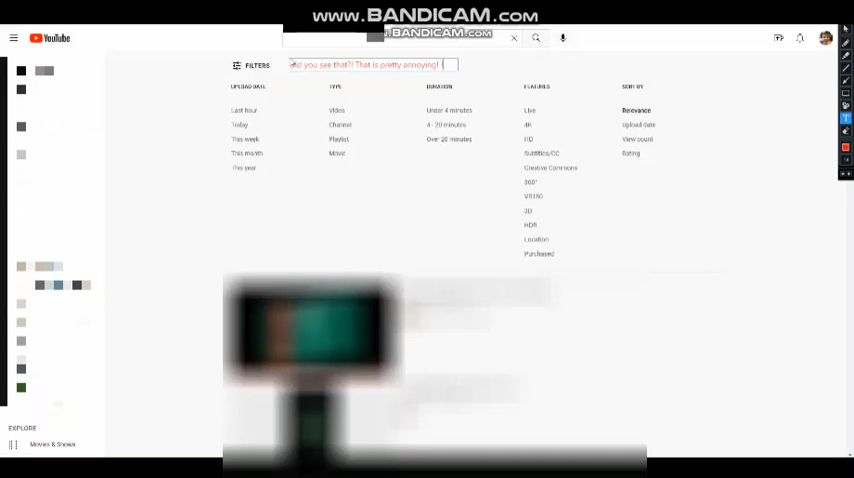 www.BANDICAM.com
www.BANDICAM.com
YouTube
FILTERS
id you see that?! That is pretty annoying! I
UPLOAD DATE
TYPE
DURATION
FEATURES
SORT BY
Last hour
Video
Under 4 minutes
Live
Relevance
Today
Channel
4 - 20 minutes
4K
Upload date
This week
Playlist
Over 20 minutes
HD
View count
This month
Movie
Subtitles/CC
Rating
This year
Creative Commons
360°
VR180
3D
HDR
Location
Purchased
EXPLORE
Movies & Shows